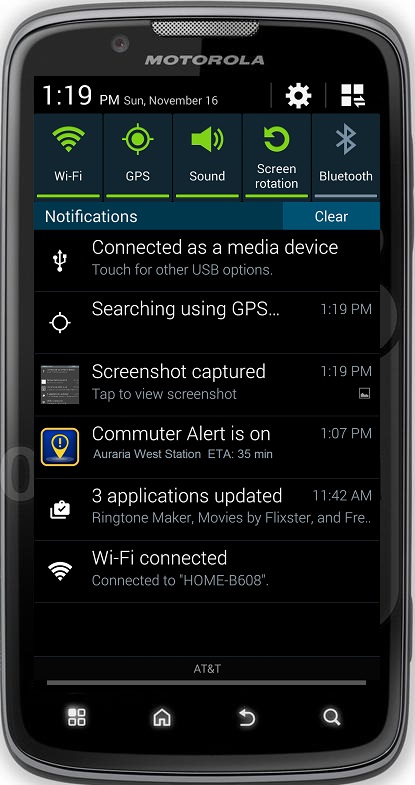 MOTOROLA
1:19 PM Sun, November 16
Wi-Fi GPS Sound Screen rotation Bluetooth
Notifications Clear
Connected as a media device
Touch for other USB options.
Searching using GPS... 1:19 PM
Screenshot captured 1:19 PM
Tap to view screenshot
Commuter Alert is on 1:07 PM
Auraria West Station ETA: 35 min
3 applications updated 11:42 AM
Ringtone Maker, Movies by Flixster, and Fre..
Wi-Fi connected
Connected to "HOME-B608".
AT&T